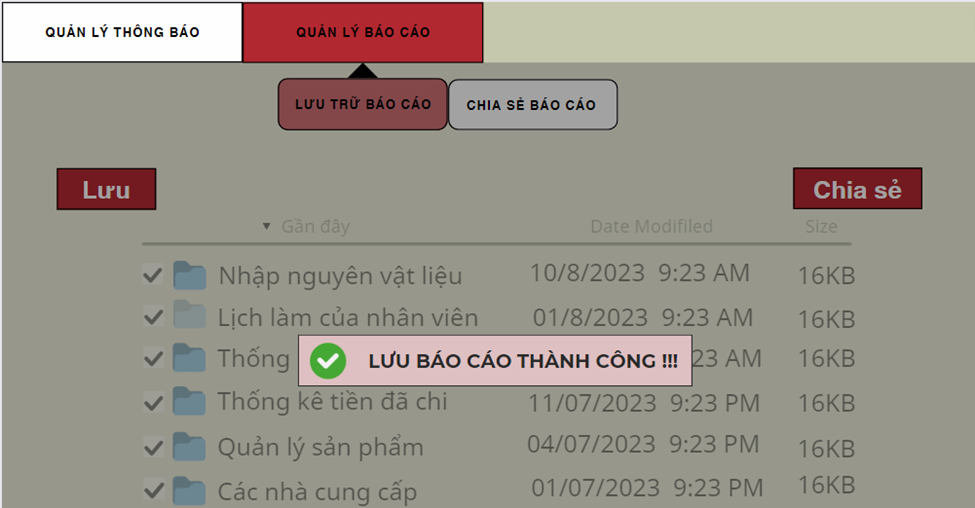 QUẢN LÝ THÔNG BÁO QUẢN LÝ BÁO CÁO
LƯU TRỮ BÁO CÁO CHIA SẺ BÁO CÁO
Lưu Chia sẻ
Gần đây Date Modifiled Size
Nhập nguyên vật liệu 10/8/2023 9:23 AM 16KB
Lịch làm của nhân viên 01/8/2023 9:23 AM 16KB
Thống :23 AM 16KB
LƯU BÁO CÁO THÀNH CÔNG !!!
Thống kê tiền đã chi 11/07/2023 9:23 PM 16KB
Quản lý sản phẩm 04/07/2023 9:23 PM 16KB
Các nhà cung cấp 01/07/2023 9:23 PM 16KB